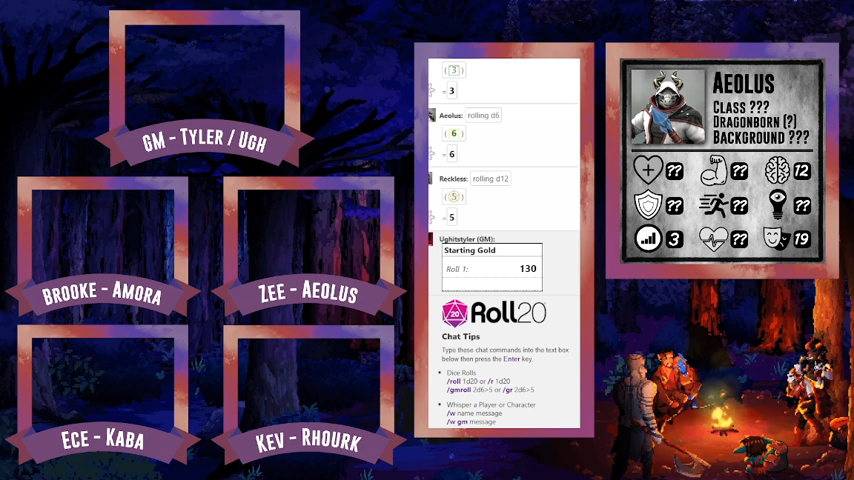 GM - Tyler / Ugh
Brooke - Amora
Zee - Aeolus
Ece - Kaba
Kev - Rhourk
(3)
= 3
Aeolus: rolling d6
(6)
= 6
Reckless: rolling d12
(5)
= 5
Ughitstyler (GM):
Starting Gold
Roll 1: 130
20 Roll20
Chat Tips
Type these chat commands into the text box
below then press the Enter key.
• Dice Rolls
/roll 1d20 or /r 1d20
/gmroll 2d6>5 or /gr 2d6>5
• Whisper a Player or Character
/w name message
/w gm message
Aeolus
Class ???
Dragonborn (?)
Background ???
?? ?? 12
?? ?? ??
3 ?? 19